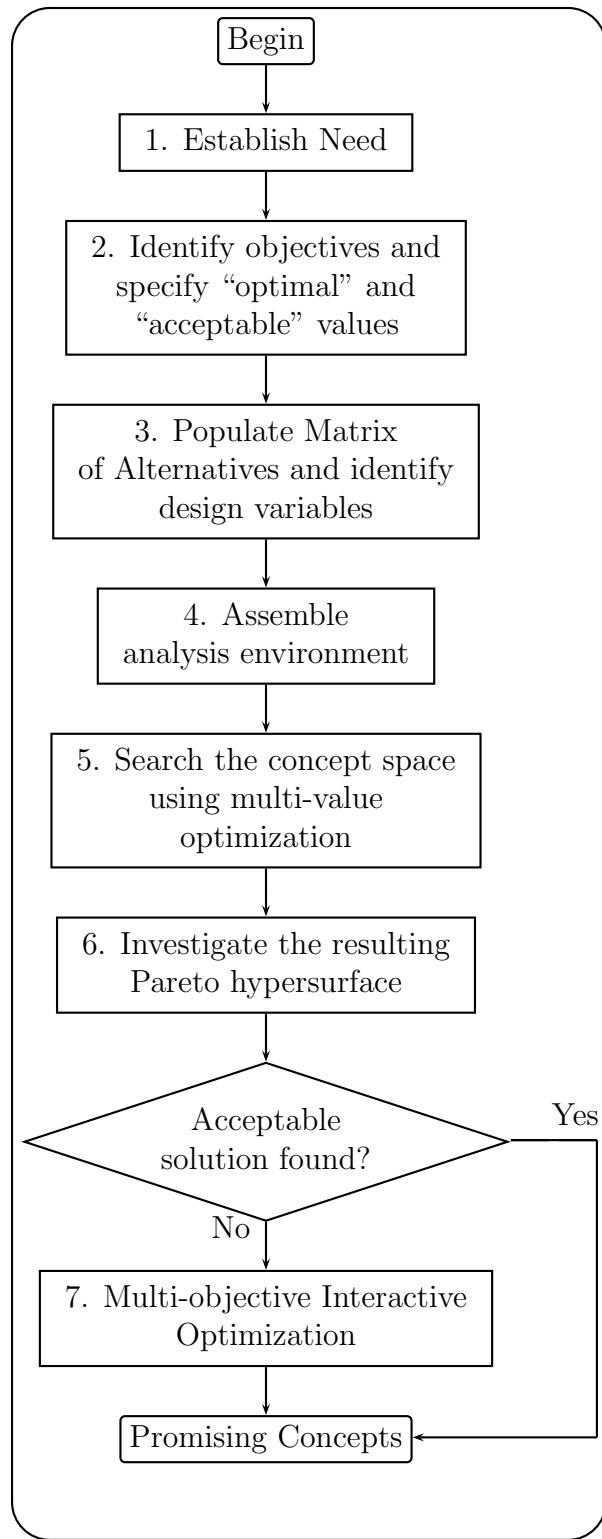 Begin
1. Establish Need
2. Identify objectives and
specify “optimal” and
“acceptable” values
3. Populate Matrix
of Alternatives and identify
design variables
4. Assemble
analysis environment
5. Search the concept space
using multi-value
optimization
6. Investigate the resulting
Pareto hypersurface
Acceptable
solution found?
Yes
No
7. Multi-objective Interactive
Optimization
Promising Concepts